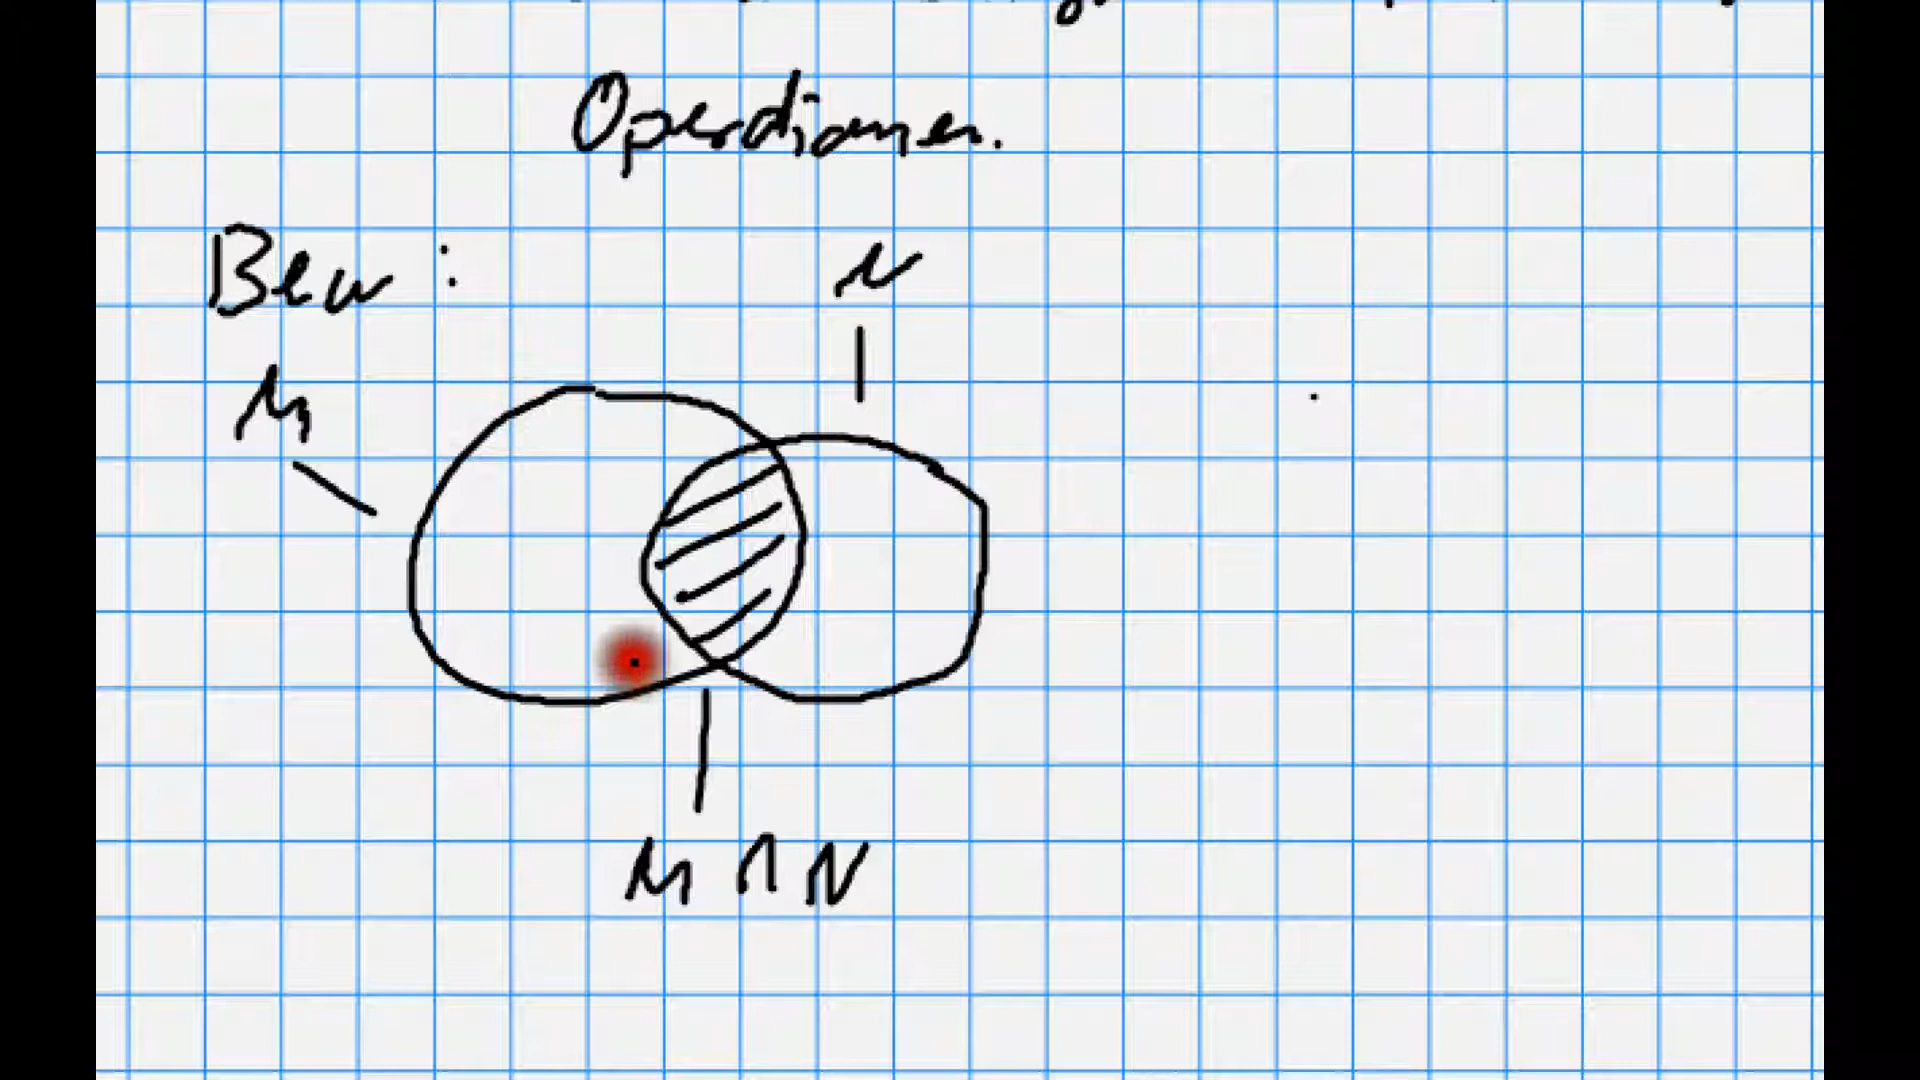 Operationen.
Bew:
N
M
M ∩ N